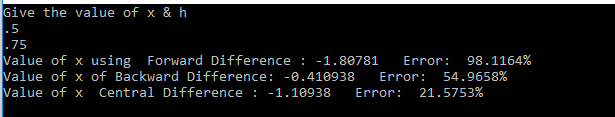 Give the value of x & h
.5
.75
Value of x using  Forward Difference : -1.80781   Error:  98.1164%
Value of x of Backward Difference: -0.410938   Error:  54.9658%
Value of x  Central Difference : -1.10938   Error:  21.5753%